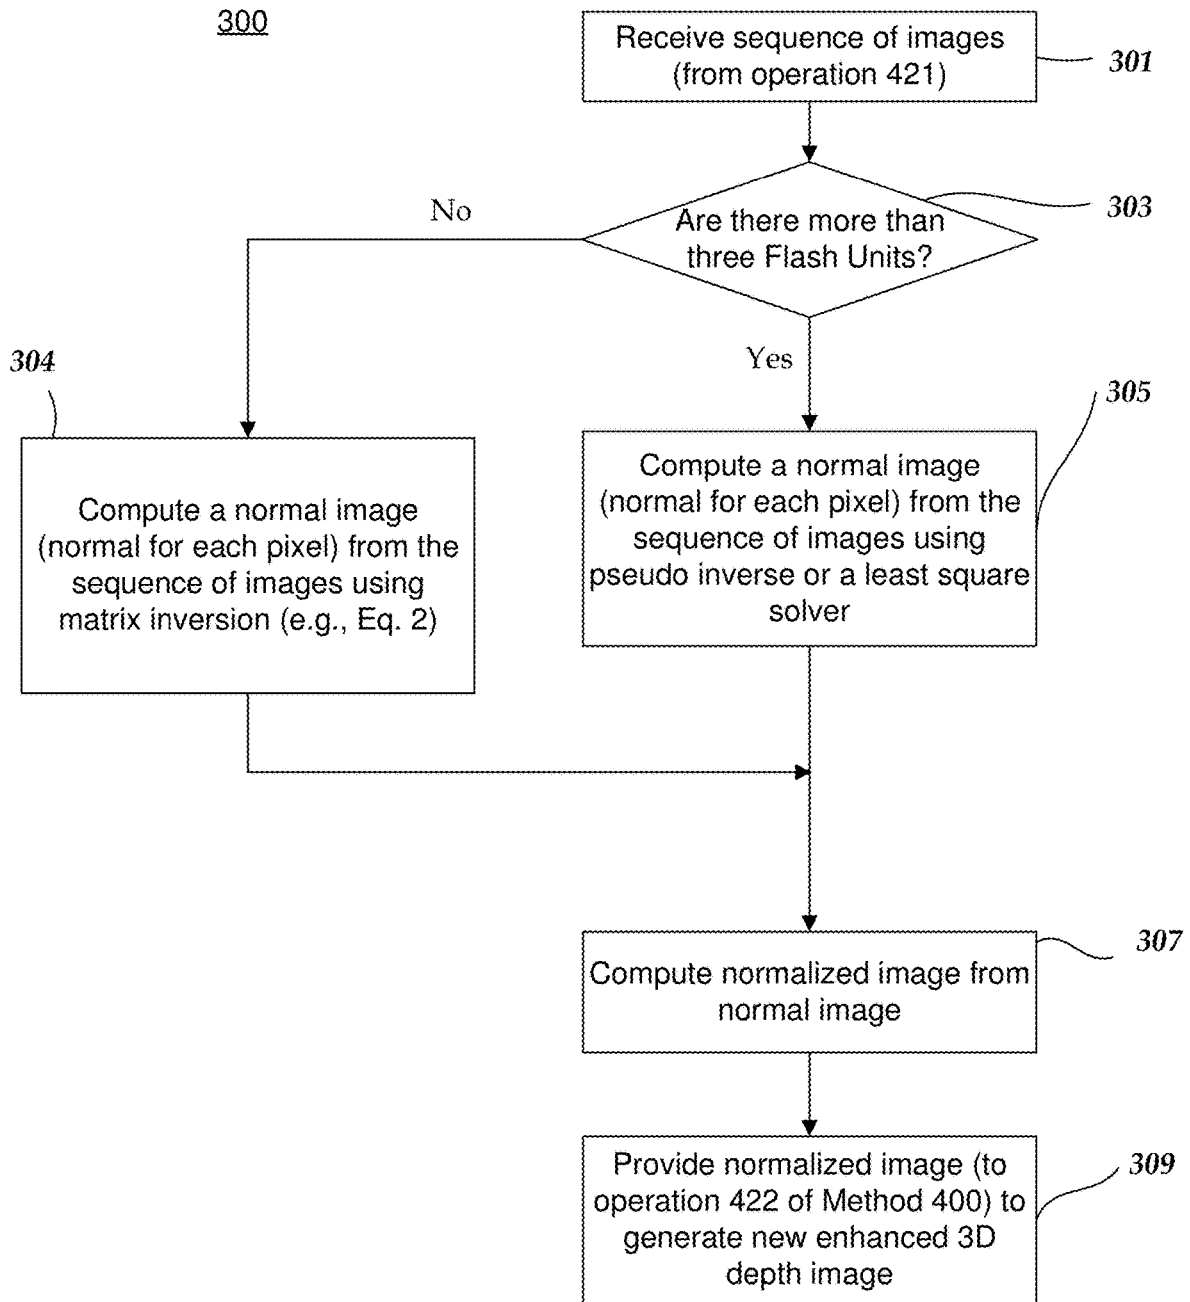 300
Receive sequence of images
(from operation 421)
301
Are there more than
three Flash Units?
303
No
Yes
304
305
Compute a normal image
(normal for each pixel) from the
sequence of images using
matrix inversion (e.g., Eq. 2)
Compute a normal image
(normal for each pixel) from the
sequence of images using
pseudo inverse or a least square
solver
307
Compute normalized image from
normal image
309
Provide normalized image (to
operation 422 of Method 400) to
generate new enhanced 3D
depth image